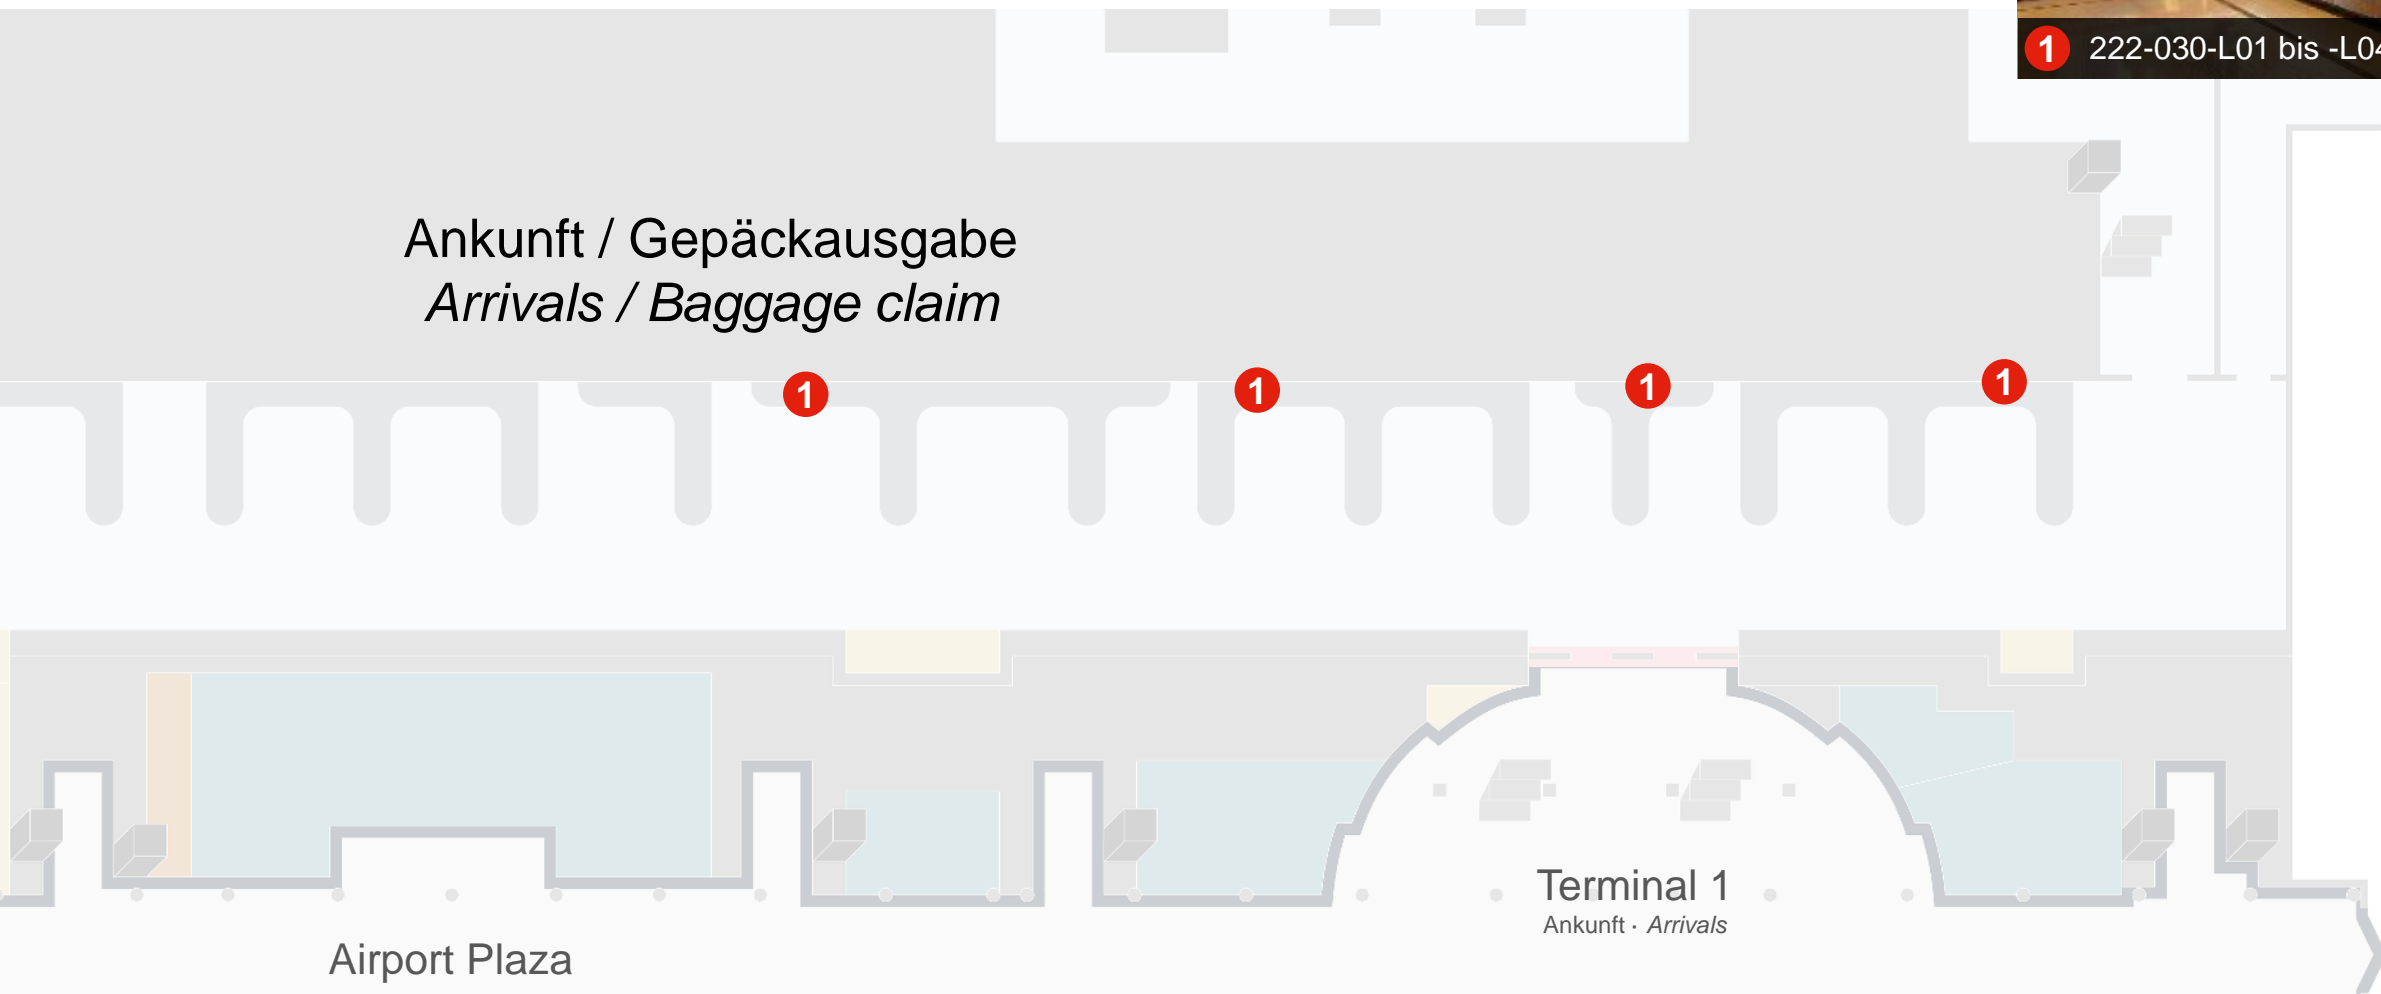 1 222-030-L01 bis -L04
Ankunft / Gepäckausgabe
Arrivals / Baggage claim
1 1 1 1
Terminal 1
Ankunft · Arrivals
Airport Plaza